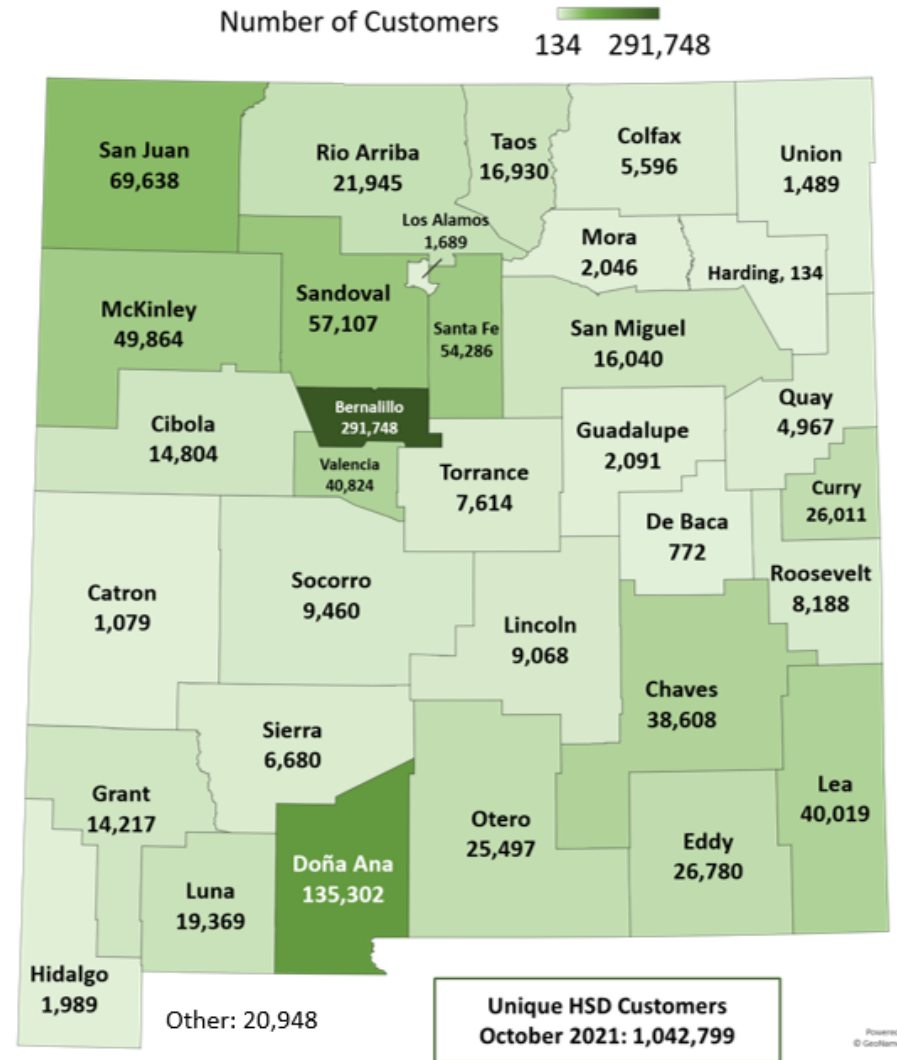 Number of Customers
134 291,748
San Juan
69,638
Rio Arriba
21,945
Taos
16,930
Colfax
5,596
Union
1,489
Los Alamos
1,689
Mora
2,046
Harding, 134
McKinley
49,864
Sandoval
57,107
Santa Fe
54,286
San Miguel
16,040
Bernalillo
291,748
Cibola
14,804
Valencia
40,824
Torrance
7,614
Guadalupe
2,091
Quay
4,967
Curry
26,011
De Baca
772
Roosevelt
8,188
Catron
1,079
Socorro
9,460
Lincoln
9,068
Chaves
38,608
Sierra
6,680
Grant
14,217
Lea
40,019
Otero
25,497
Eddy
26,780
Doña Ana
135,302
Luna
19,369
Hidalgo
1,989
Other: 20,948
Unique HSD Customers
October 2021: 1,042,799
Powered
© GeoNam